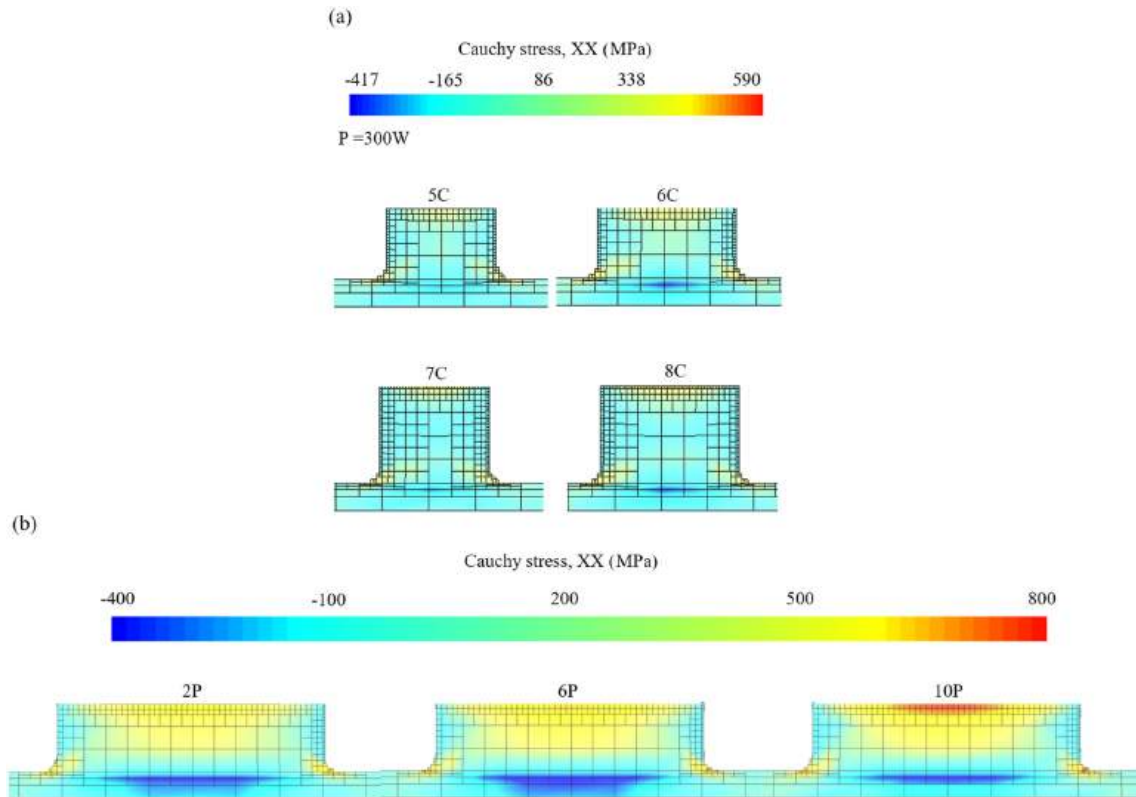 (a)
Cauchy stress, XX (MPa)
-417 -165 86 338 590
P =300W
5C 6C
7C 8C
(b)
Cauchy stress, XX (MPa)
-400 -100 200 500 800
2P 6P 10P